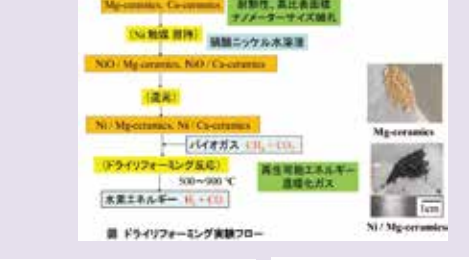 Mg-ceramics, Ca-ceramics
耐熱性、高比表面積
ナノメーターサイズ細孔
(Ni 触媒 担持)
硝酸ニッケル水溶液
NiO / Mg-ceramics, NiO / Ca-ceramics
(還元)
Ni / Mg-ceramics, Ni / Ca-ceramics
バイオガス CH4 + CO2
(ドライリフォーミング反応)
500～900 ℃
再生可能エネルギー
温暖化ガス
水素エネルギー H2 + CO
図 ドライリフォーミング実験フロー
Mg-ceramics
1cm
Ni / Mg-ceramics